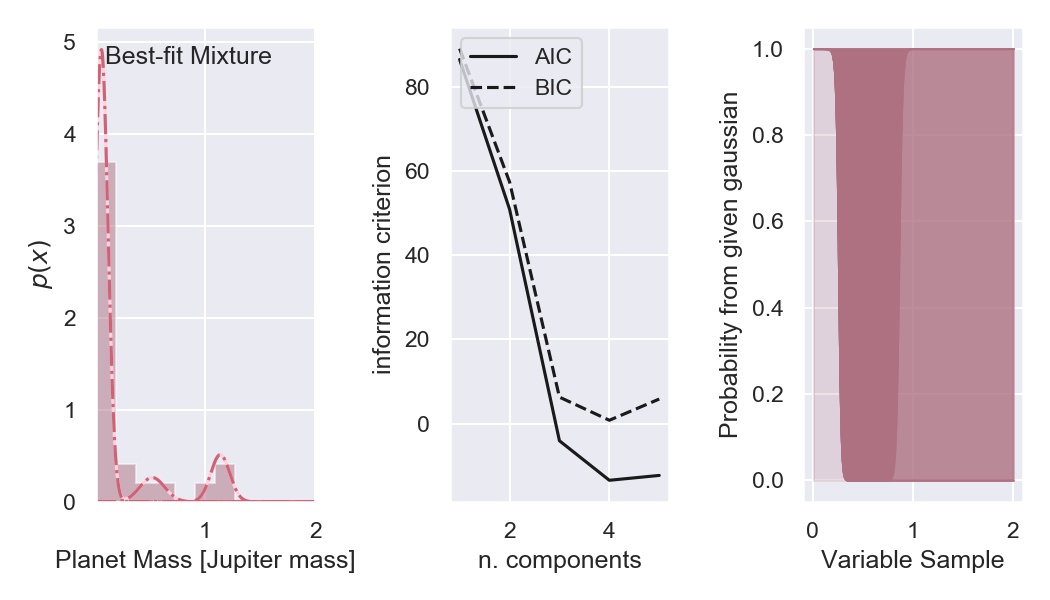 Best-fit Mixture
p(x)
5
4
3
2
1
0
1
2
Planet Mass [Jupiter mass]
AIC
BIC
information criterion
80
60
40
20
0
2
4
n. components
Probability from given gaussian
1.0
0.8
0.6
0.4
0.2
0.0
0
1
2
Variable Sample